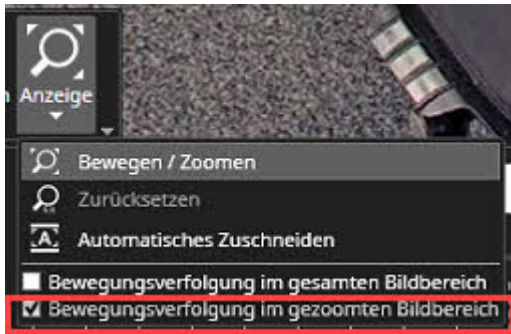 Anzeige
Bewegen / Zoomen
Zurücksetzen
Automatisches Zuschneiden
Bewegungsverfolgung im gesamten Bildbereich
Bewegungsverfolgung im gezoomten Bildbereich